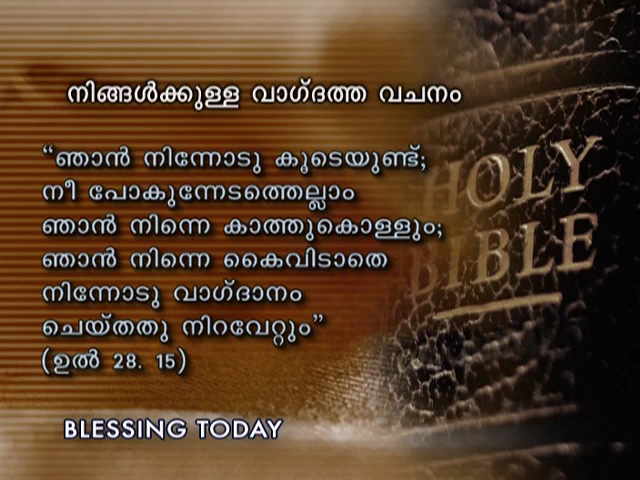 നിങ്ങൾക്കുള്ള വാഗ്ദത്ത വചനം
“ഞാൻ നിന്നോടു കൂടെയുണ്ട്;
നീ പോകുന്നേടത്തെല്ലാം
ഞാൻ നിന്നെ കാത്തുകൊള്ളും;
ഞാൻ നിന്നെ കൈവിടാതെ
നിന്നോടു വാഗ്ദാനം
ചെയ്തതു നിറവേറ്റും”
(ഉൽ 28. 15)
HOLY
BIBLE
BLESSING TODAY